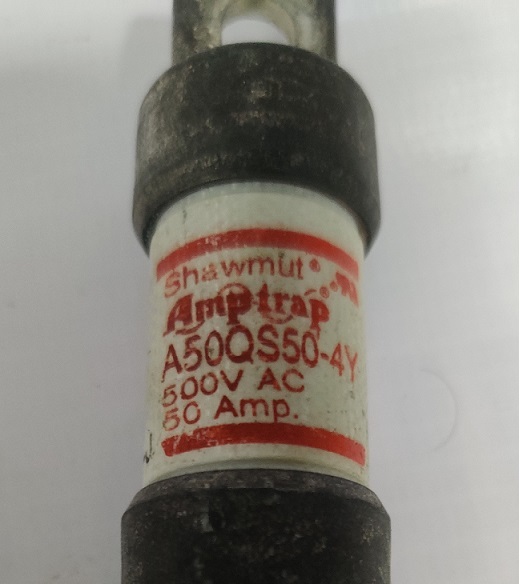 Shawmut®
Amp-trap®
A50QS50-4Y
500V AC
50 Amp.